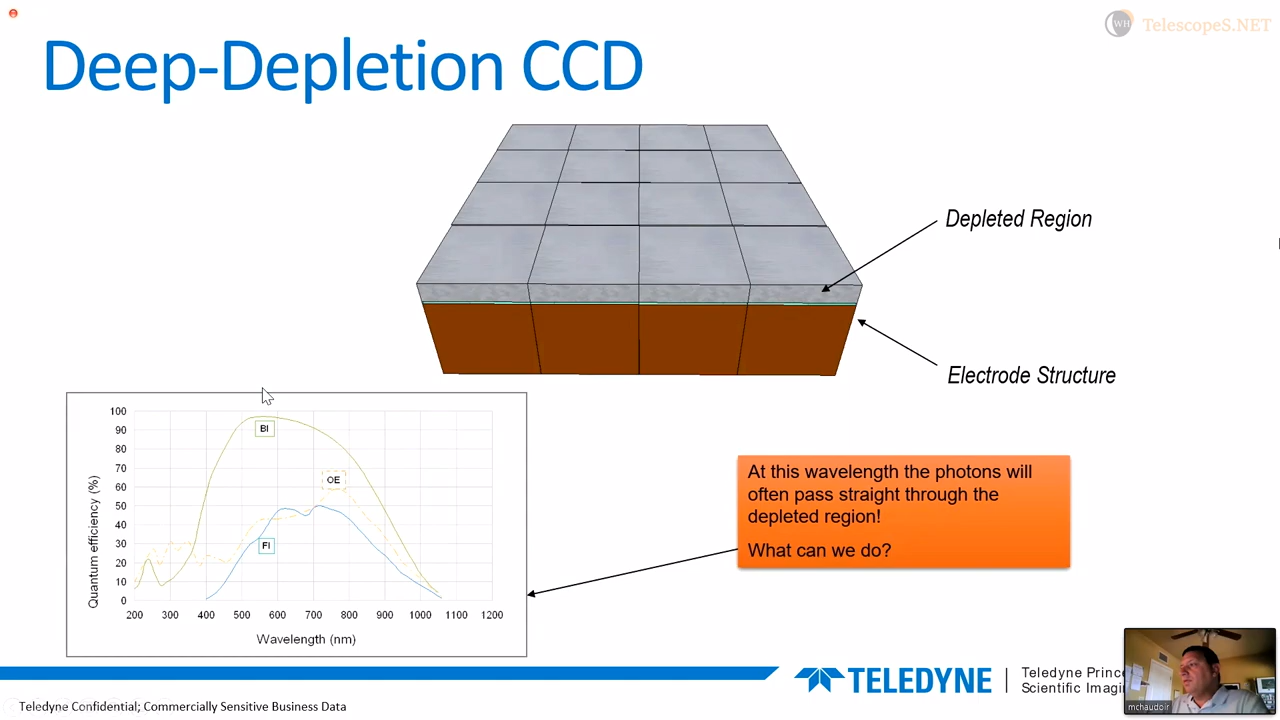 WH TelescopeS.NET
Deep-Depletion CCD
Depleted Region
Electrode Structure
100
90
80
70
60
50
40
30
20
10
0
Quantum efficiency (%)
BI
OE
FI
200 300 400 500 600 700 800 900 1000 1100 1200
Wavelength (nm)
At this wavelength the photons will
often pass straight through the
depleted region!
What can we do?
TELEDYNE
Teledyne Prince
Scientific Imagi
mchaudoir
Teledyne Confidential; Commercially Sensitive Business Data